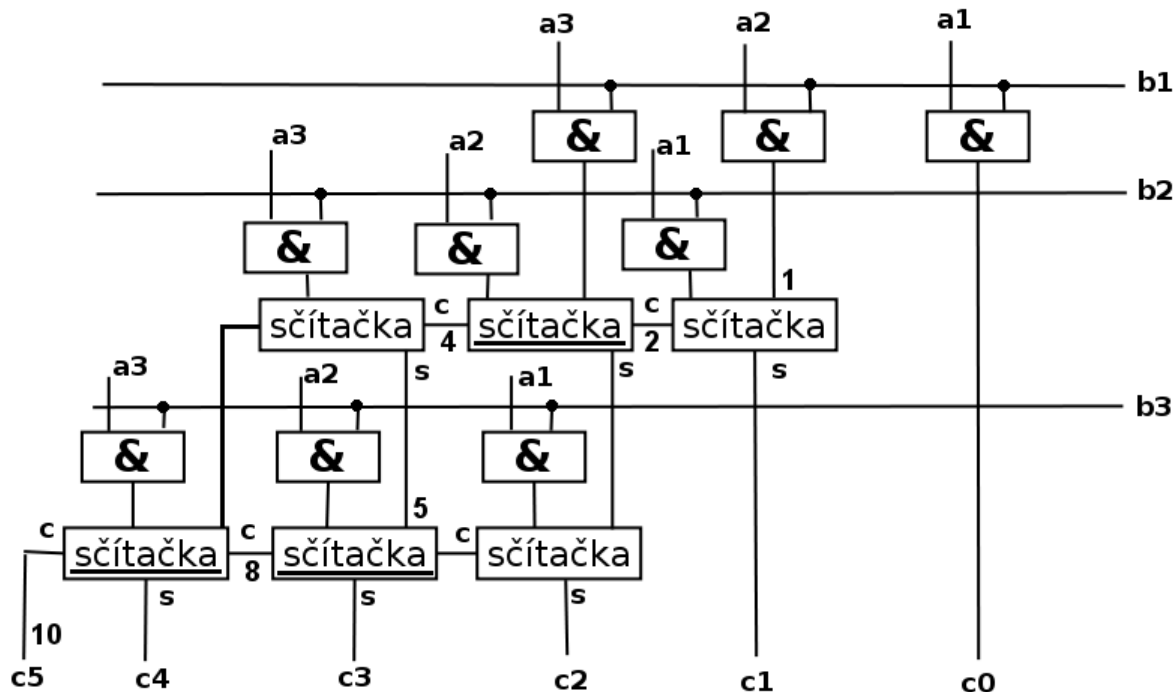 a3 a2 a1
b1
& & &
a3 a2 a1
b2
& & &
1
sčítačka c sčítačka c sčítačka
4 2
s s s
a3 a2 a1
b3
& & &
5
c c c
sčítačka sčítačka sčítačka
8
s s s
10
c5 c4 c3 c2 c1 c0